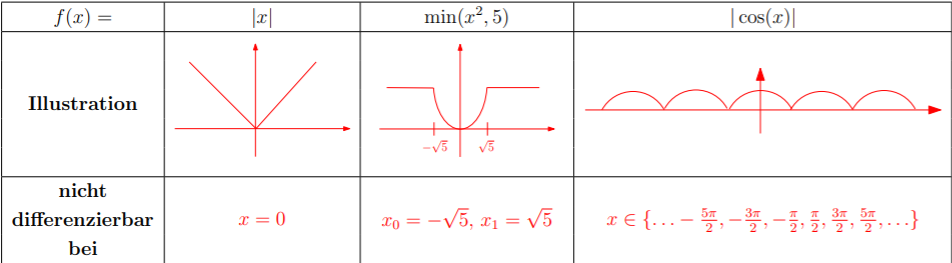 f(x) = |x| min(x², 5) | cos(x)|
Illustration
−√5 √5
nicht
differenzierbar
bei
x = 0 x₀ = −√5, x₁ = √5 x ∈ {… − 5π/2, −3π/2, −π/2, π/2, 3π/2, 5π/2, …}